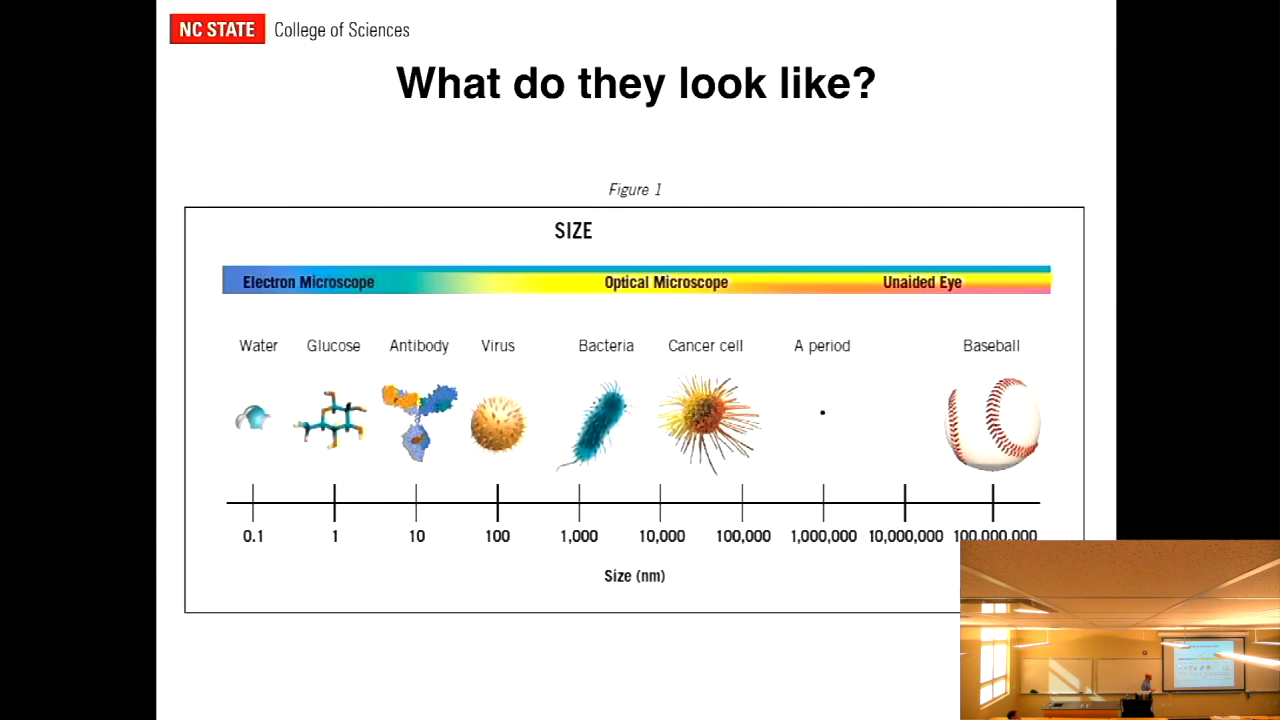 NC STATE College of Sciences
What do they look like?
Figure 1
SIZE
Electron Microscope Optical Microscope Unaided Eye
Water Glucose Antibody Virus Bacteria Cancer cell A period Baseball
0.1 1 10 100 1,000 10,000 100,000 1,000,000 10,000,000 100,000,000
Size (nm)